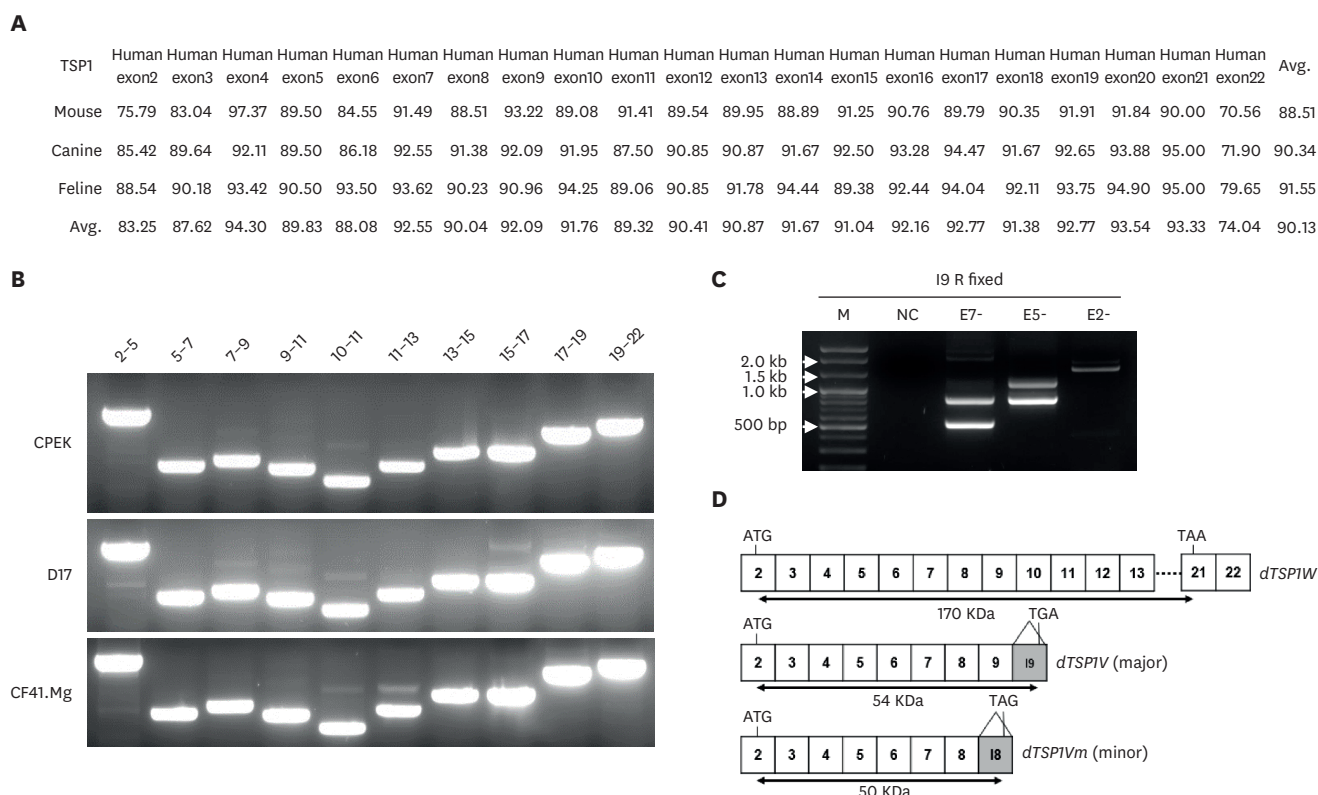 A
TSP1 Human exon2 Human exon3 Human exon4 Human exon5 Human exon6 Human exon7 Human exon8 Human exon9 Human exon10 Human exon11 Human exon12 Human exon13 Human exon14 Human exon15 Human exon16 Human exon17 Human exon18 Human exon19 Human exon20 Human exon21 Human exon22 Avg.
Mouse 75.79 83.04 97.37 89.50 84.55 91.49 88.51 93.22 89.08 91.41 89.54 89.95 88.89 91.25 90.76 89.79 90.35 91.91 91.84 90.00 70.56 88.51
Canine 85.42 89.64 92.11 89.50 86.18 92.55 91.38 92.09 91.95 87.50 90.85 90.87 91.67 92.50 93.28 94.47 91.67 92.65 93.88 95.00 71.90 90.34
Feline 88.54 90.18 93.42 90.50 93.50 93.62 90.23 90.96 94.25 89.06 90.85 91.78 94.44 89.38 92.44 94.04 92.11 93.75 94.90 95.00 79.65 91.55
Avg. 83.25 87.62 94.30 89.83 88.08 92.55 90.04 92.09 91.76 89.32 90.41 90.87 91.67 91.04 92.16 92.77 91.38 92.77 93.54 93.33 74.04 90.13
B
2–5 5–7 7–9 9–11 10–11 11–13 13–15 15–17 17–19 19–22
CPEK
D17
CF41.Mg
C
I9 R fixed
M NC E7- E5- E2-
2.0 kb
1.5 kb
1.0 kb
500 bp
D
ATG TAA
2 3 4 5 6 7 8 9 10 11 12 13 21 22 dTSP1W
170 KDa
ATG TGA
2 3 4 5 6 7 8 9 I9 dTSP1V (major)
54 KDa
ATG TAG
2 3 4 5 6 7 8 I8 dTSP1Vm (minor)
50 KDa